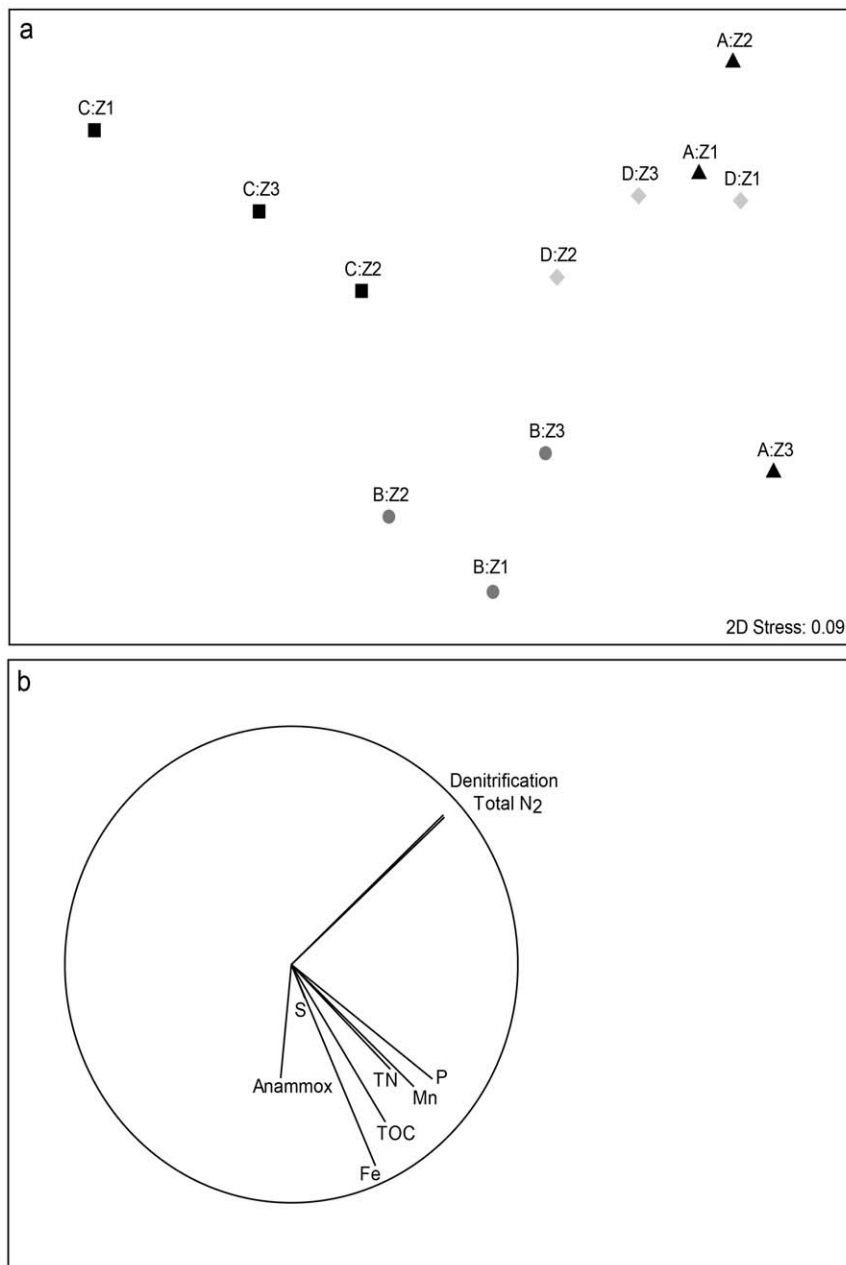 a
A:Z2
C:Z1
A:Z1
D:Z3
D:Z1
C:Z3
D:Z2
C:Z2
B:Z3
A:Z3
B:Z2
B:Z1
2D Stress: 0.09
b
Denitrification
Total N2
S
Anammox
TN
P
Mn
TOC
Fe